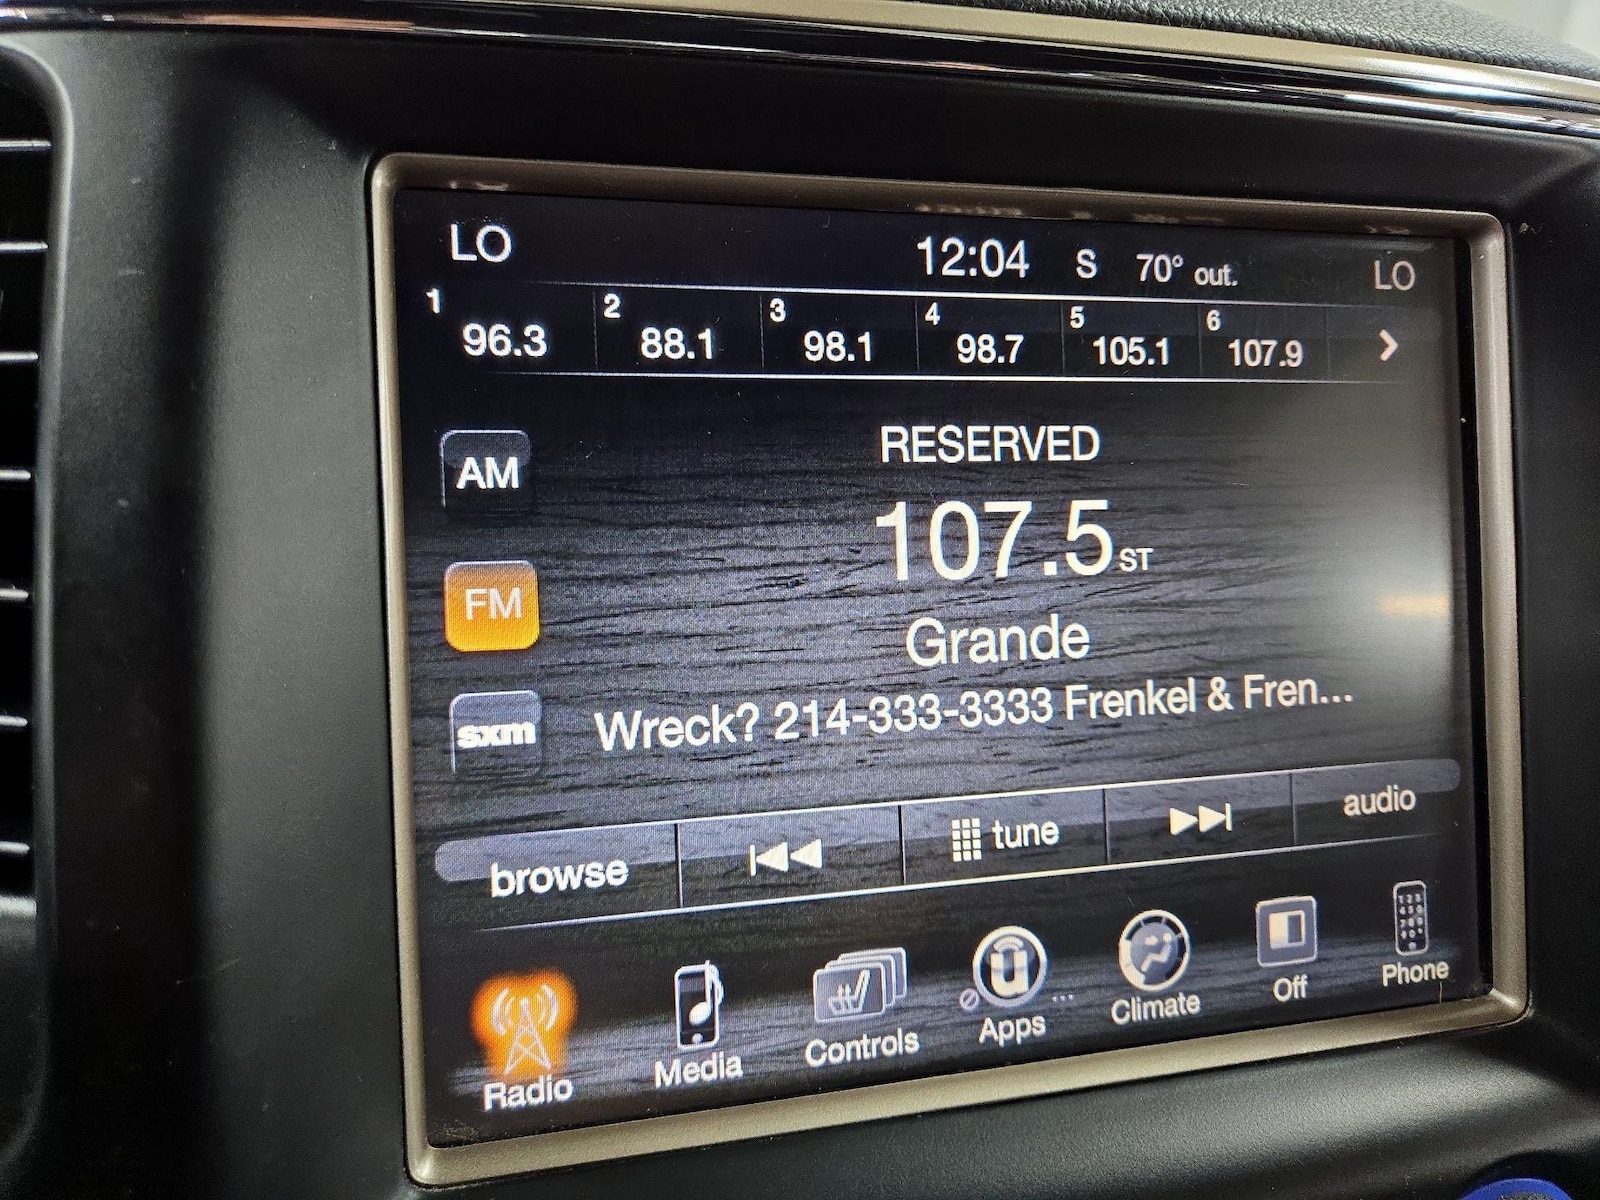 LO 12:04 S 70° out. LO
1 2 3 4 5 6
96.3 88.1 98.1 98.7 105.1 107.9
AM
RESERVED
107.5 ST
FM
Grande
sxm
Wreck? 214-333-3333 Frenkel & Fren...
browse tune audio
Radio Media Controls Apps ... Climate Off Phone